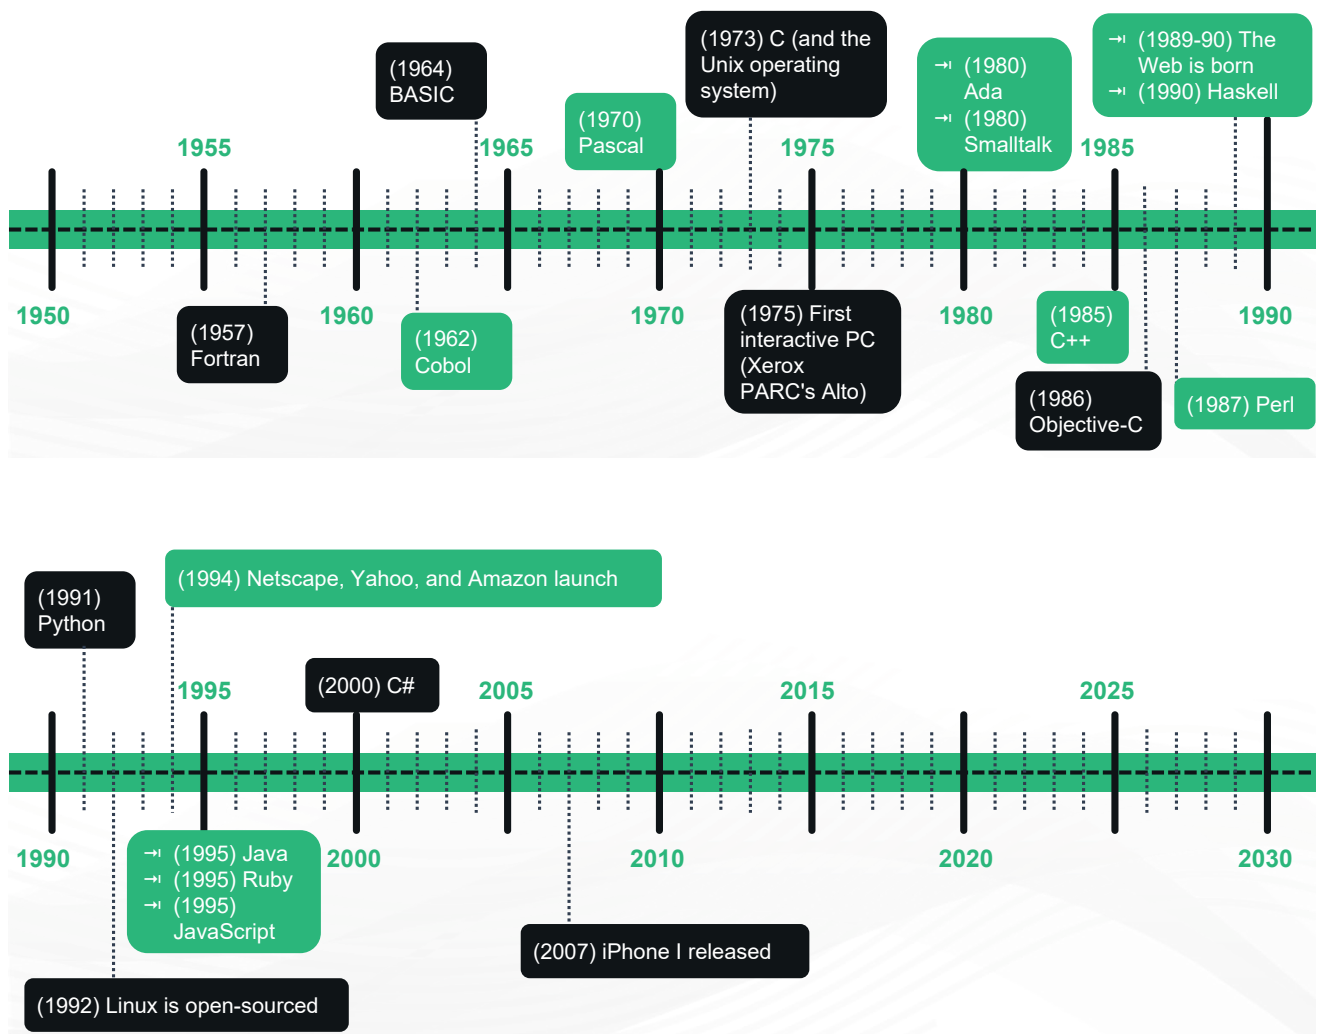 (1973) C (and the
Unix operating
system)
(1989-90) The
Web is born
(1990) Haskell
(1964)
BASIC
(1980)
Ada
(1980)
Smalltalk
(1970)
Pascal
1955
1965
1975
1985
1950
1960
1970
1980
1990
(1957)
Fortran
(1962)
Cobol
(1975) First
interactive PC
(Xerox
PARC's Alto)
(1985)
C++
(1986)
Objective-C
(1987) Perl
(1994) Netscape, Yahoo, and Amazon launch
(1991)
Python
(2000) C#
1995
2005
2015
2025
1990
2000
2010
2020
2030
(1995) Java
(1995) Ruby
(1995)
JavaScript
(2007) iPhone I released
(1992) Linux is open-sourced